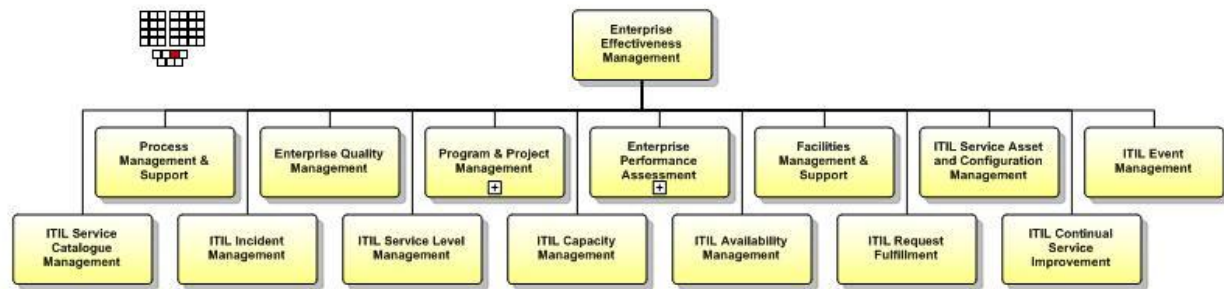 Enterprise
Effectiveness
Management
Process
Management &
Support
Enterprise Quality
Management
Program & Project
Management
Enterprise
Performance
Assessment
Facilities
Management &
Support
ITIL Service Asset
and Configuration
Management
ITIL Event
Management
ITIL Service
Catalogue
Management
ITIL Incident
Management
ITIL Service Level
Management
ITIL Capacity
Management
ITIL Availability
Management
ITIL Request
Fulfillment
ITIL Continual
Service
Improvement